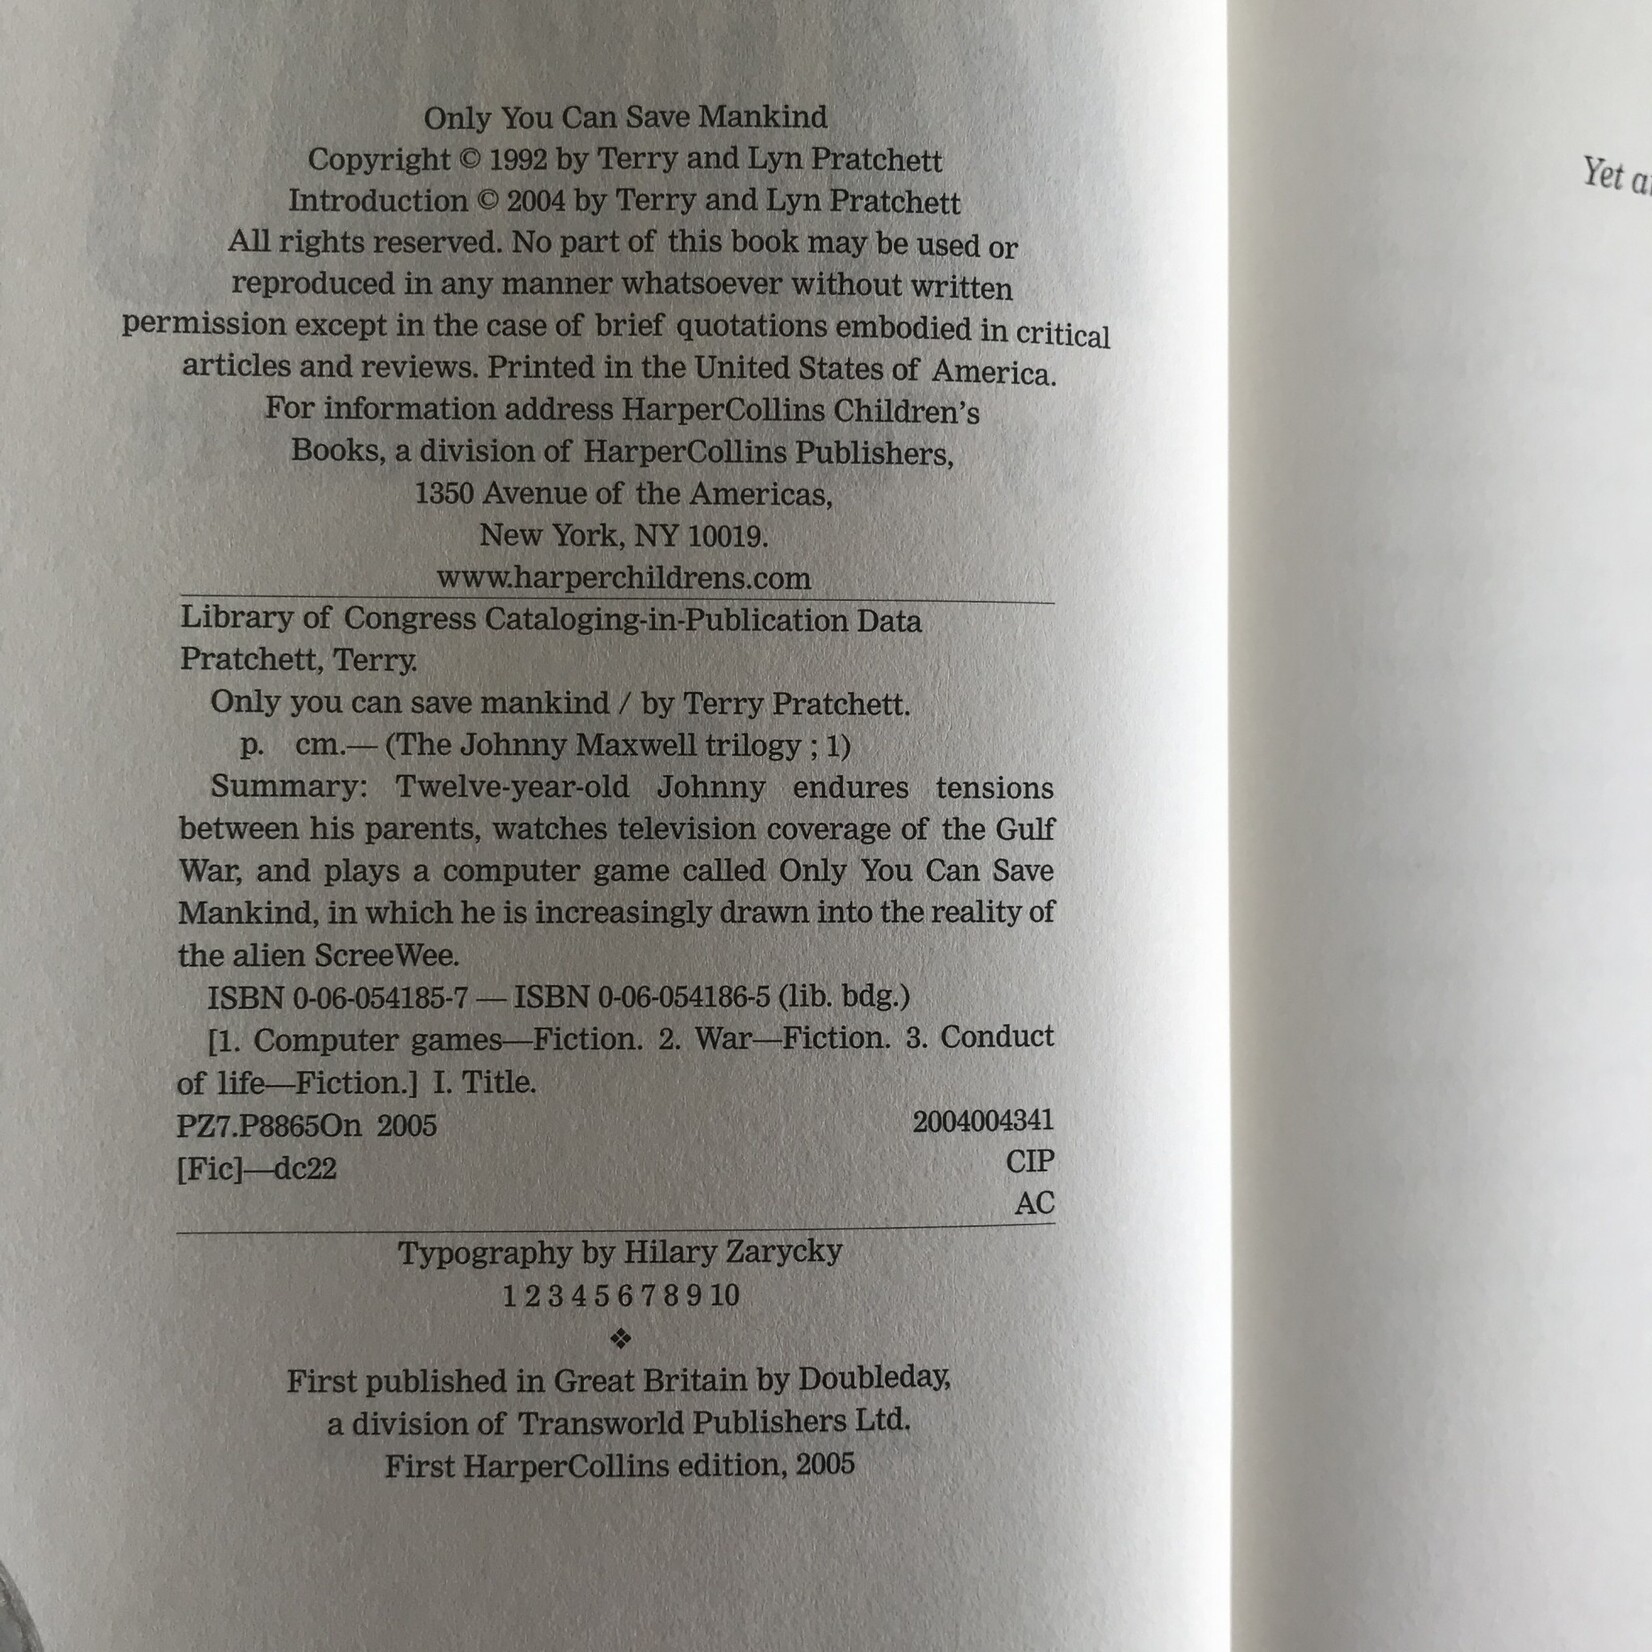 Only You Can Save Mankind
Copyright © 1992 by Terry and Lyn Pratchett
Introduction © 2004 by Terry and Lyn Pratchett
All rights reserved. No part of this book may be used or
reproduced in any manner whatsoever without written
permission except in the case of brief quotations embodied in critical
articles and reviews. Printed in the United States of America.
For information address HarperCollins Children's
Books, a division of HarperCollins Publishers,
1350 Avenue of the Americas,
New York, NY 10019.
www.harperchildrens.com
Library of Congress Cataloging-in-Publication Data
Pratchett, Terry.
Only you can save mankind / by Terry Pratchett.
p. cm.— (The Johnny Maxwell trilogy ; 1)
Summary: Twelve-year-old Johnny endures tensions
between his parents, watches television coverage of the Gulf
War, and plays a computer game called Only You Can Save
Mankind, in which he is increasingly drawn into the reality of
the alien ScreeWee.
ISBN 0-06-054185-7 — ISBN 0-06-054186-5 (lib. bdg.)
[1. Computer games—Fiction. 2. War—Fiction. 3. Conduct
of life—Fiction.] I. Title.
PZ7.P8865On 2005 2004004341
[Fic]—dc22 CIP
AC
Typography by Hilary Zarycky
1 2 3 4 5 6 7 8 9 10
❖
First published in Great Britain by Doubleday,
a division of Transworld Publishers Ltd.
First HarperCollins edition, 2005
Yet